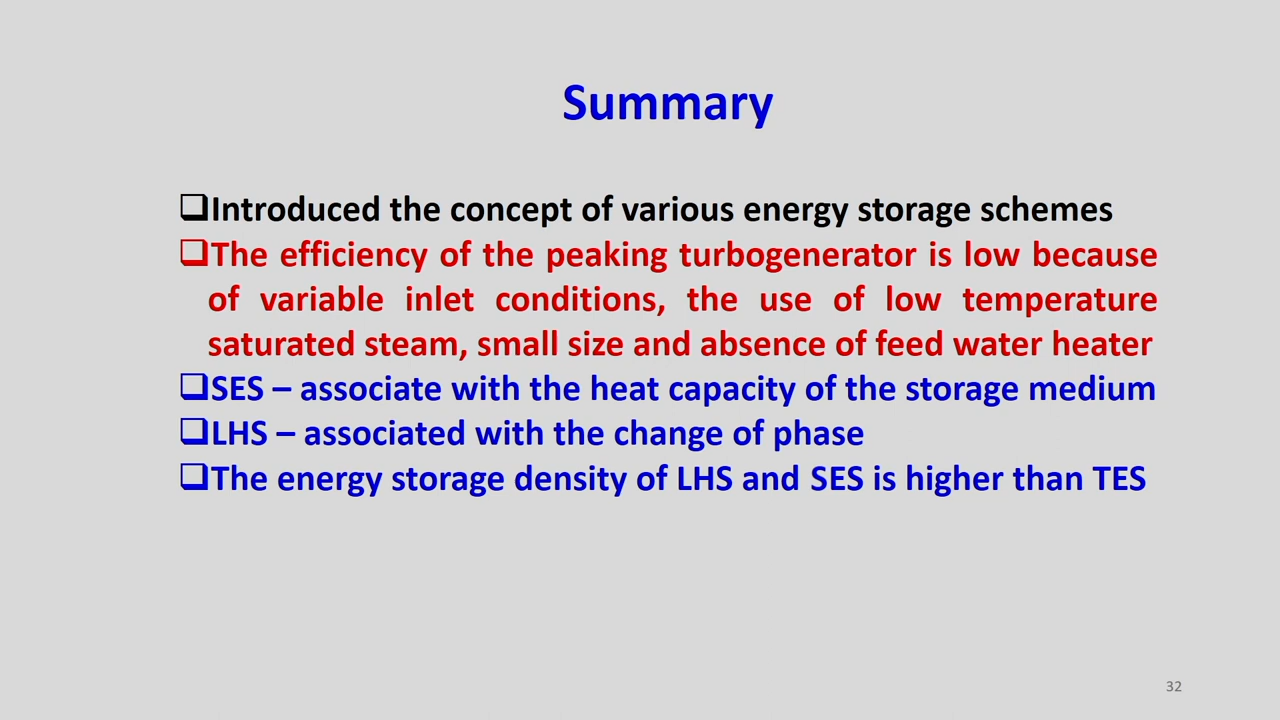 Summary
❑Introduced the concept of various energy storage schemes
❑The efficiency of the peaking turbogenerator is low because
of variable inlet conditions, the use of low temperature
saturated steam, small size and absence of feed water heater
❑SES – associate with the heat capacity of the storage medium
❑LHS – associated with the change of phase
❑The energy storage density of LHS and SES is higher than TES
32